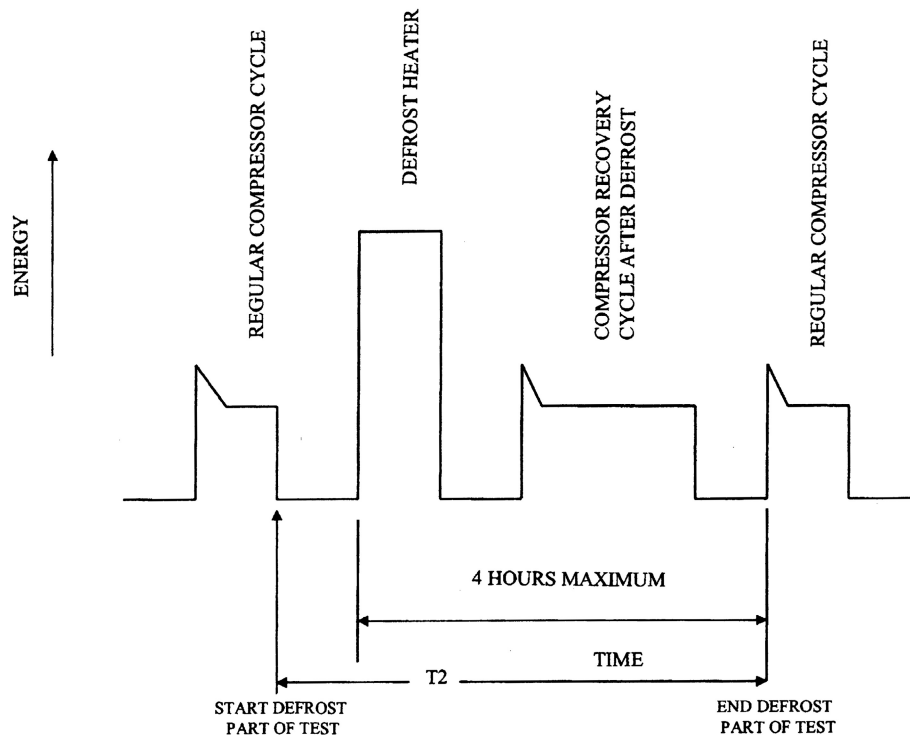 ENERGY
REGULAR COMPRESSOR CYCLE
DEFROST HEATER
COMPRESSOR RECOVERY
CYCLE AFTER DEFROST
REGULAR COMPRESSOR CYCLE
4 HOURS MAXIMUM
TIME
T2
START DEFROST
PART OF TEST
END DEFROST
PART OF TEST